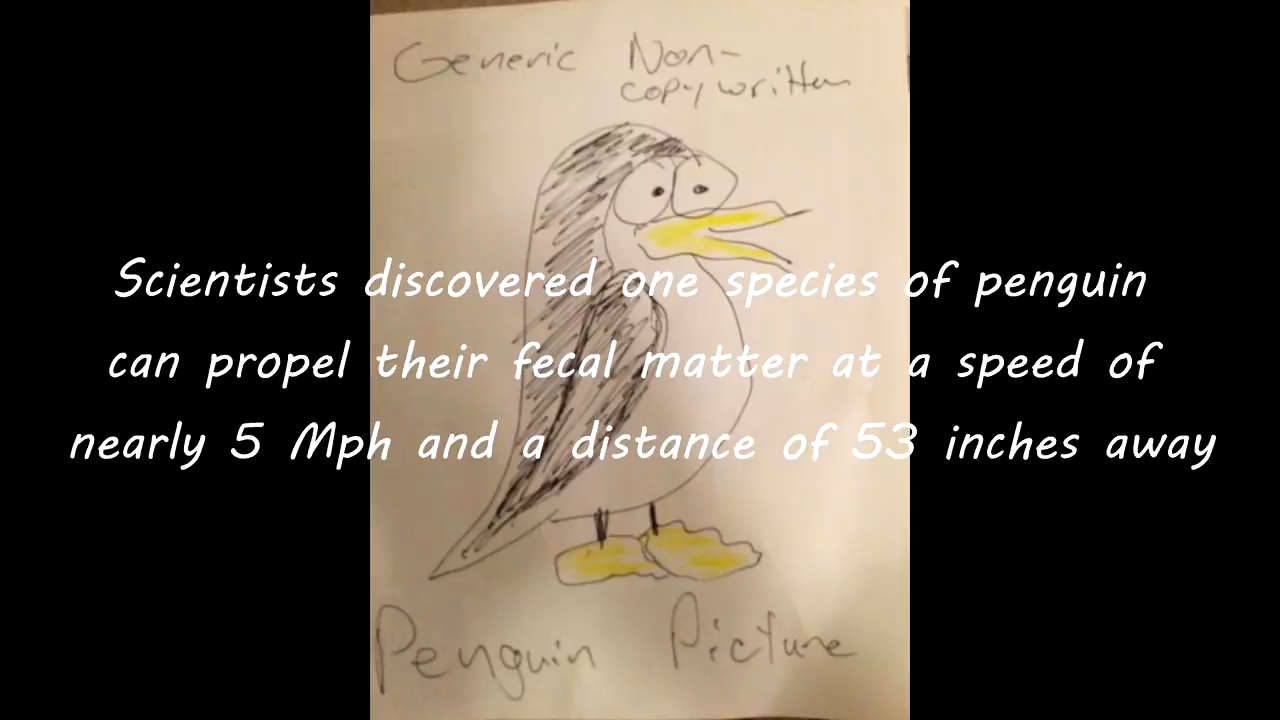 Generic Non-
copywritten
Scientists discovered one species of penguin
can propel their fecal matter at a speed of
nearly 5 Mph and a distance of 53 inches away
Penguin Picture